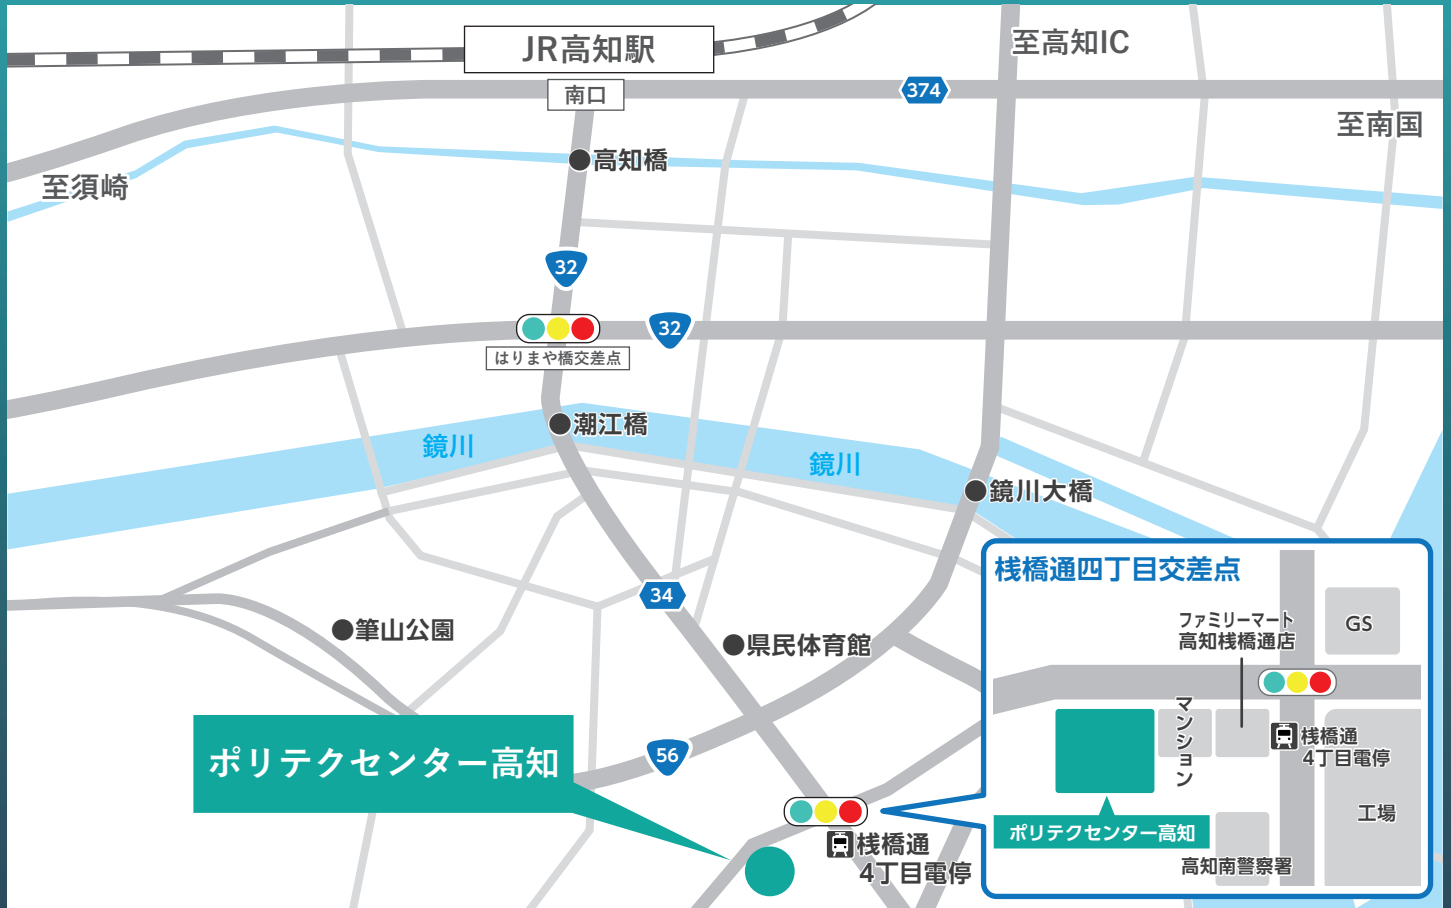 JR高知駅
至高知IC
南口
374
至南国
高知橋
至須崎
32
32
はりまや橋交差点
潮江橋
鏡川
鏡川
鏡川大橋
34
筆山公園
県民体育館
ポリテクセンター高知
56
桟橋通
4丁目電停
桟橋通四丁目交差点
ファミリーマート
高知桟橋通店
GS
マンション
桟橋通
4丁目電停
工場
ポリテクセンター高知
高知南警察署